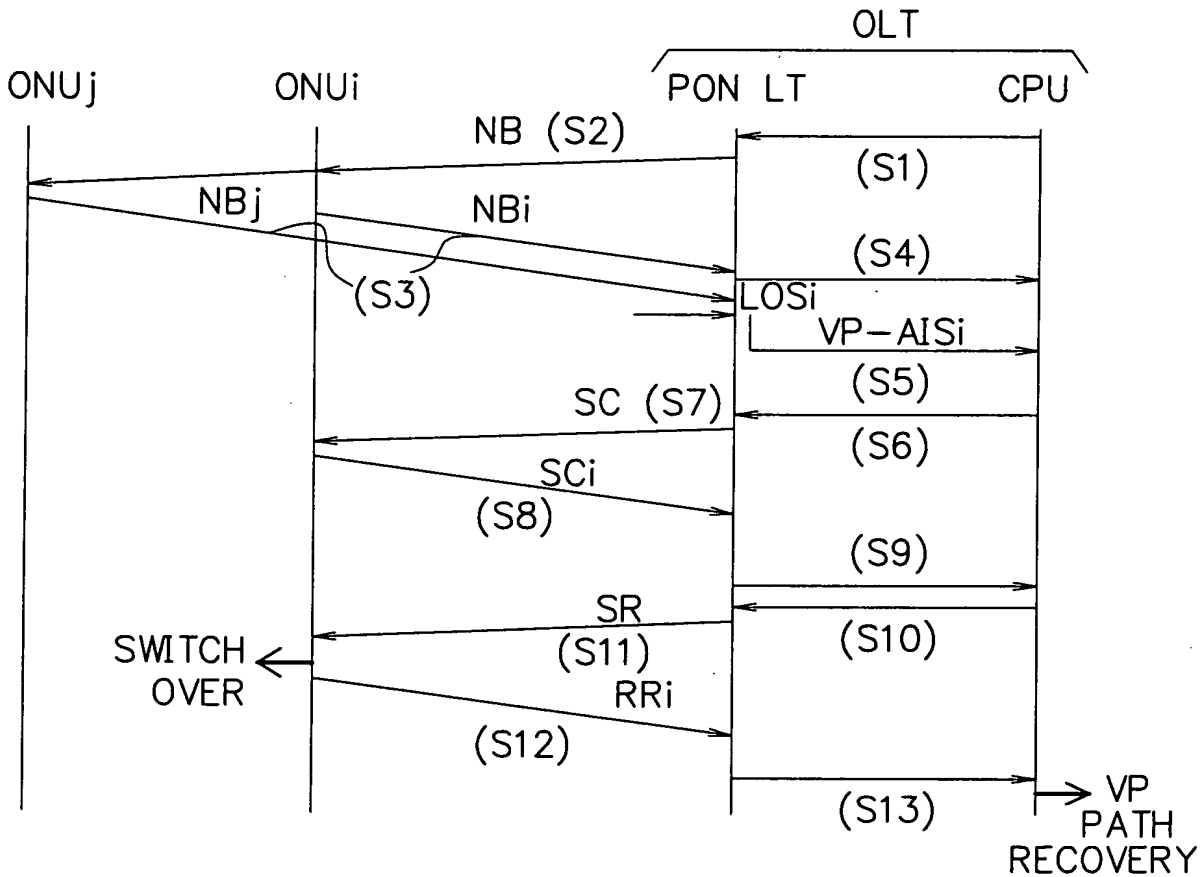 OLT
ONUj ONUi PON LT CPU
NB (S2)
(S1)
NBj NBi
(S3)
(S4)
LOSi
VP-AISi
(S5)
SC (S7)
(S6)
SCi
(S8)
(S9)
SR
(S11)
(S10)
SWITCH
OVER
RRi
(S12)
(S13)
VP
PATH
RECOVERY